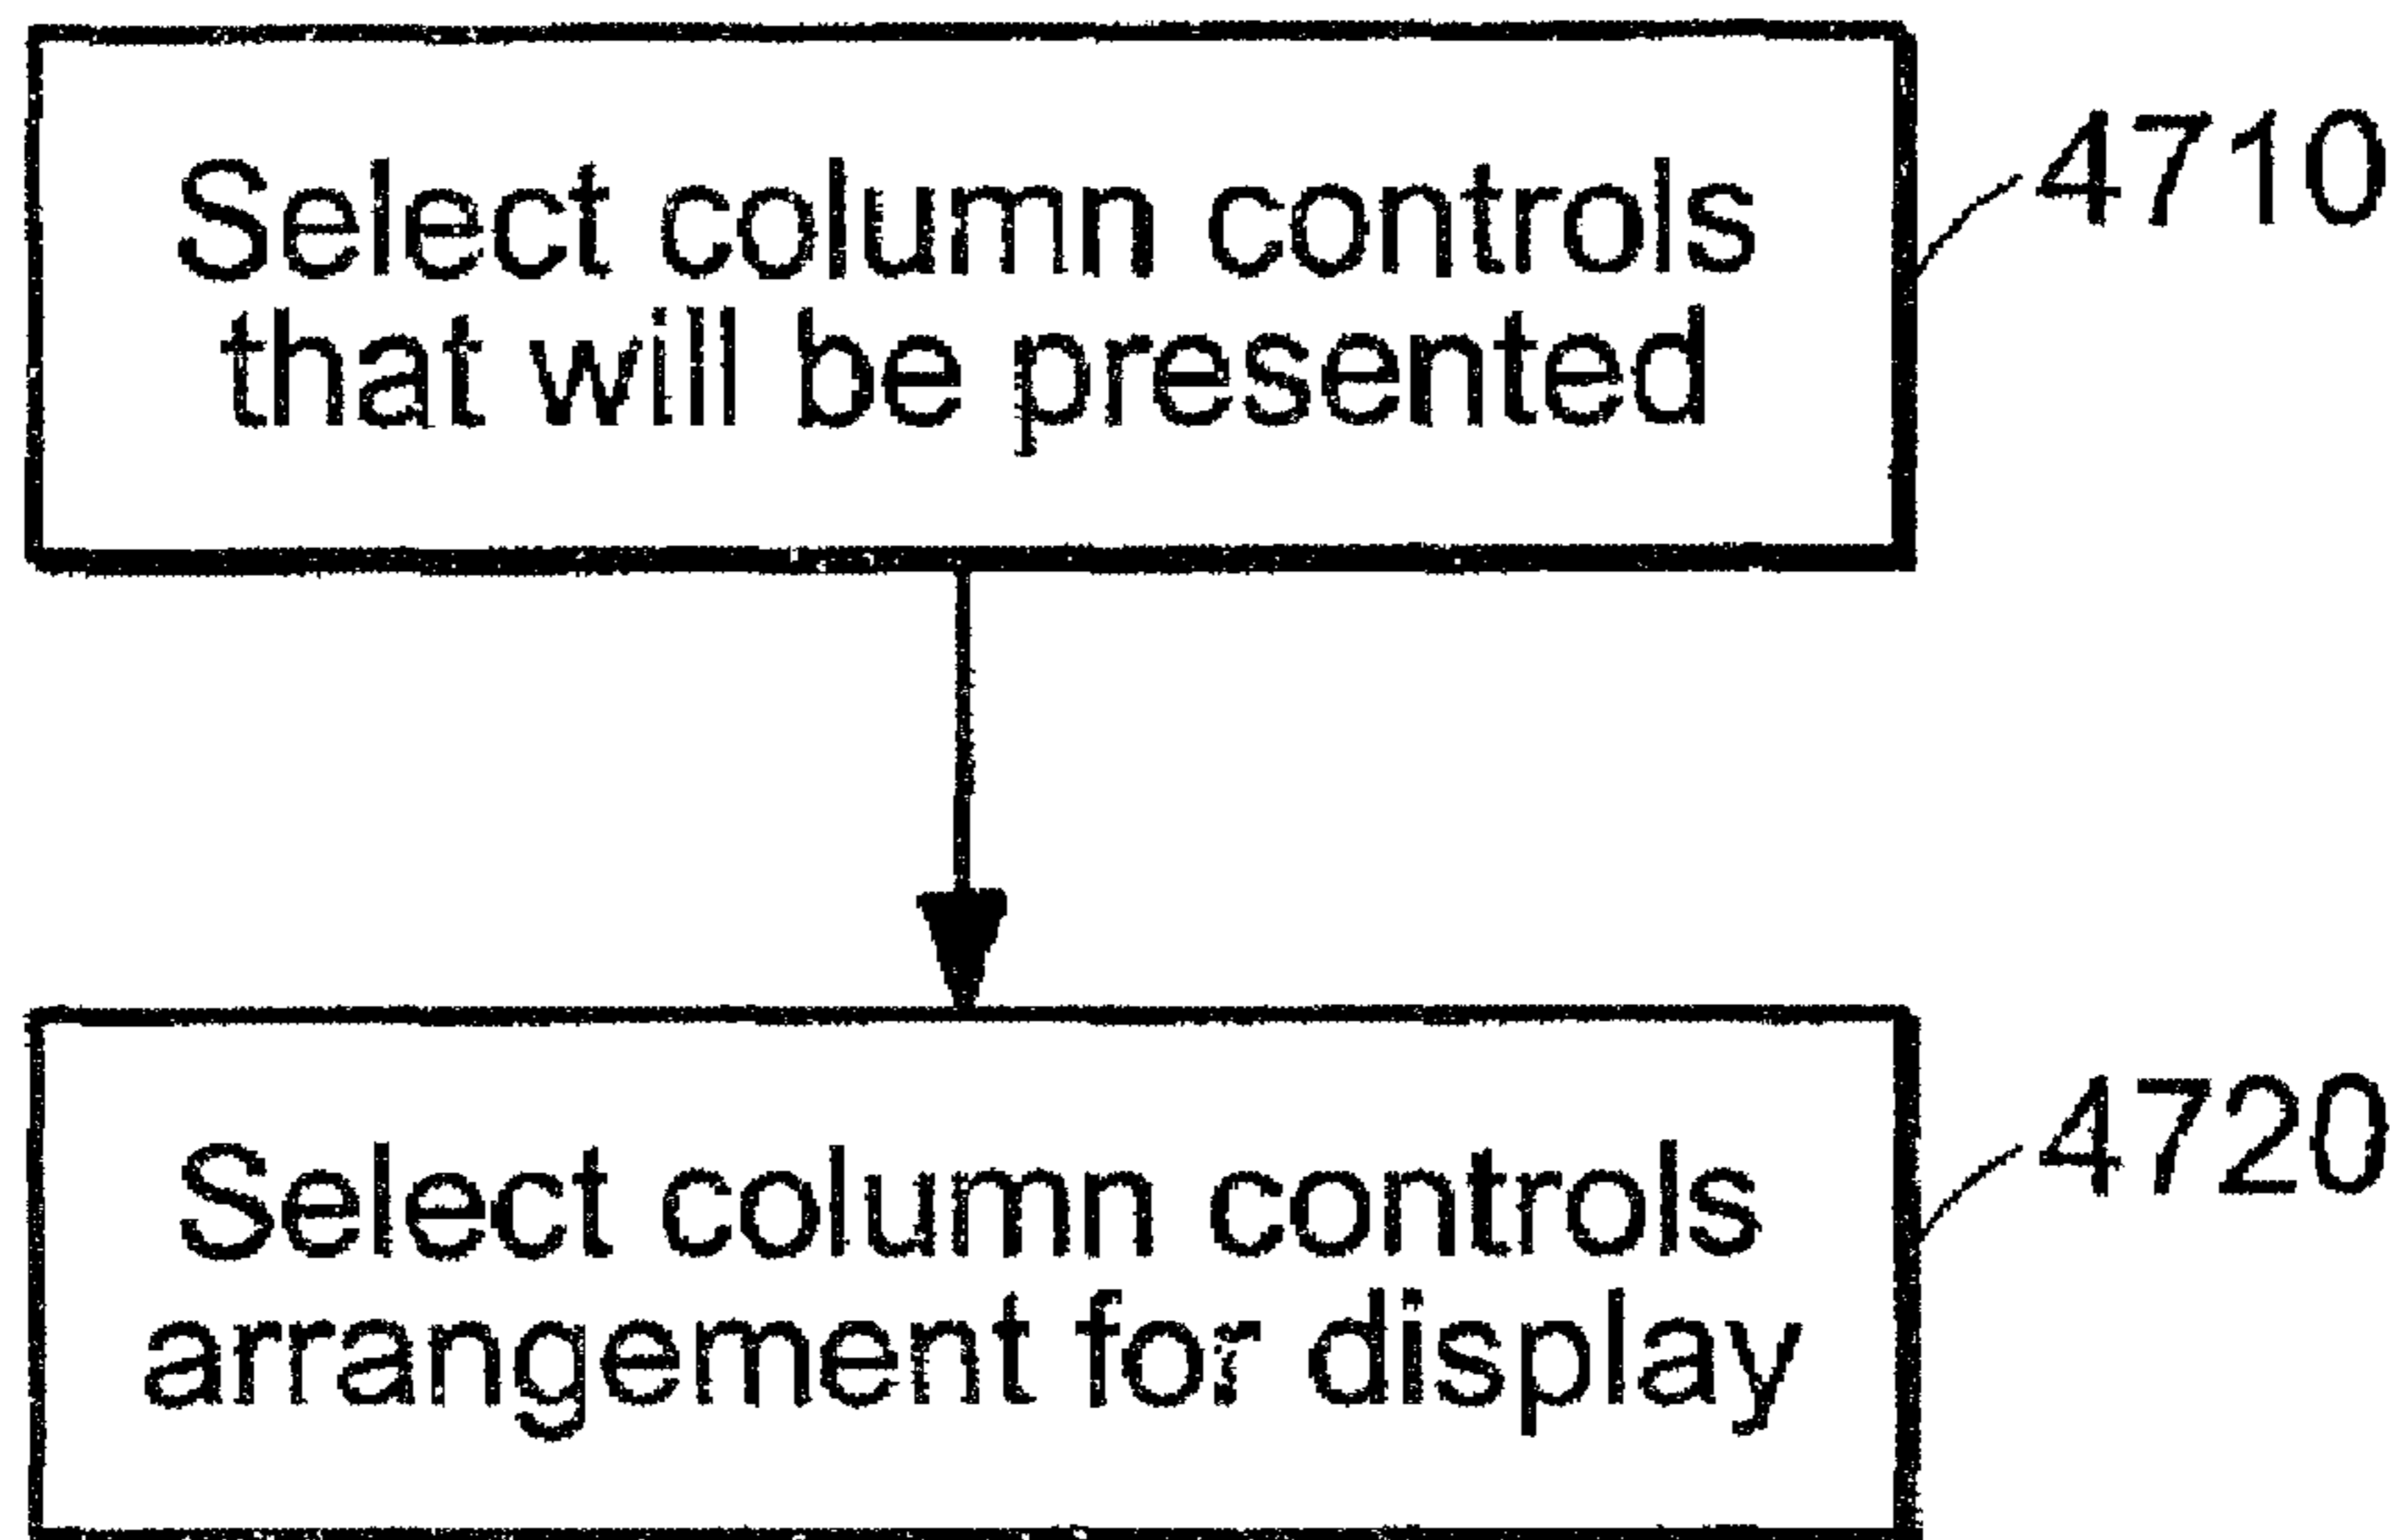 Select column controls
that will be presented
4710
Select column controls
arrangement for display
4720